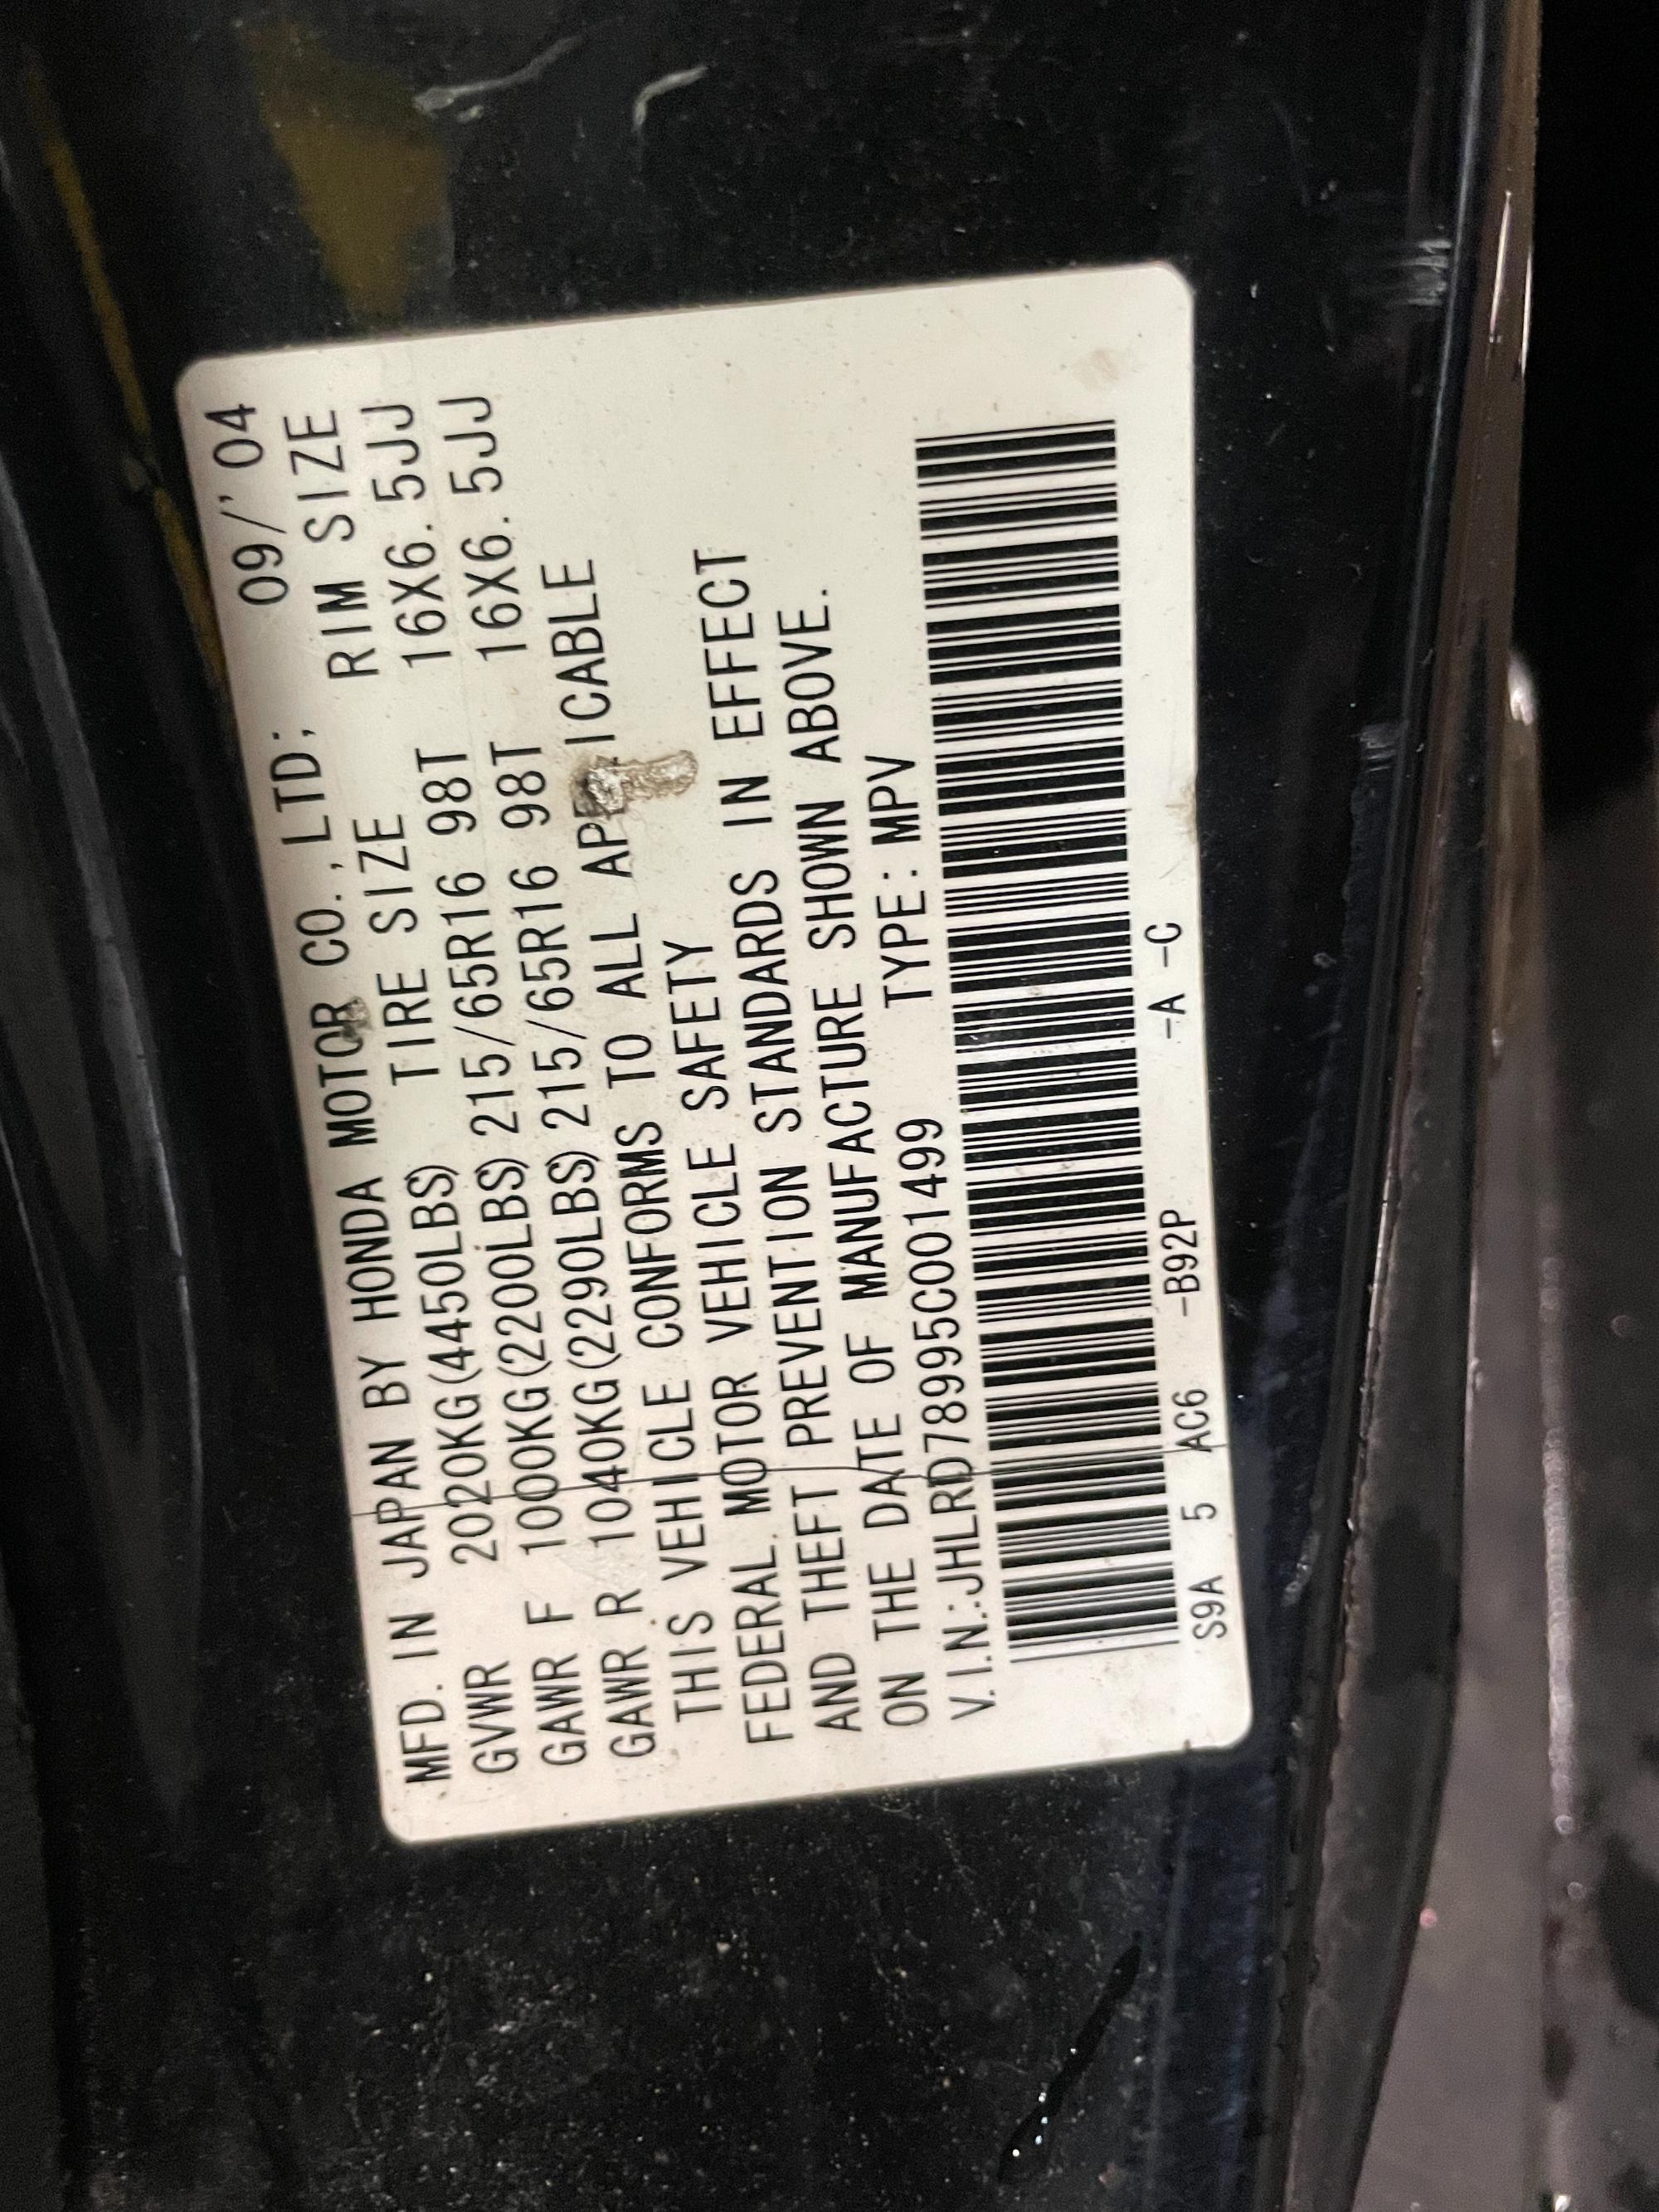 MFD. IN JAPAN BY HONDA MOTOR CO.,LTD; 09/'04
GVWR 2020KG(4450LBS) TIRE SIZE RIM SIZE
GAWR F 1000KG(2200LBS) 215/65R16 98T 16X6.5JJ
GAWR R 1040KG(2290LBS) 215/65R16 98T 16X6.5JJ
THIS VEHICLE CONFORMS TO ALL
FEDERAL MOTOR VEHICLE SAFETY
AND THEFT PREVENTION STANDARDS IN EFFECT
ON THE DATE OF MANUFACTURE SHOWN ABOVE.
V.I.N.:JHLRD78995C001499 TYPE:MPV
S9A 5 AC6 -B92P -A -C